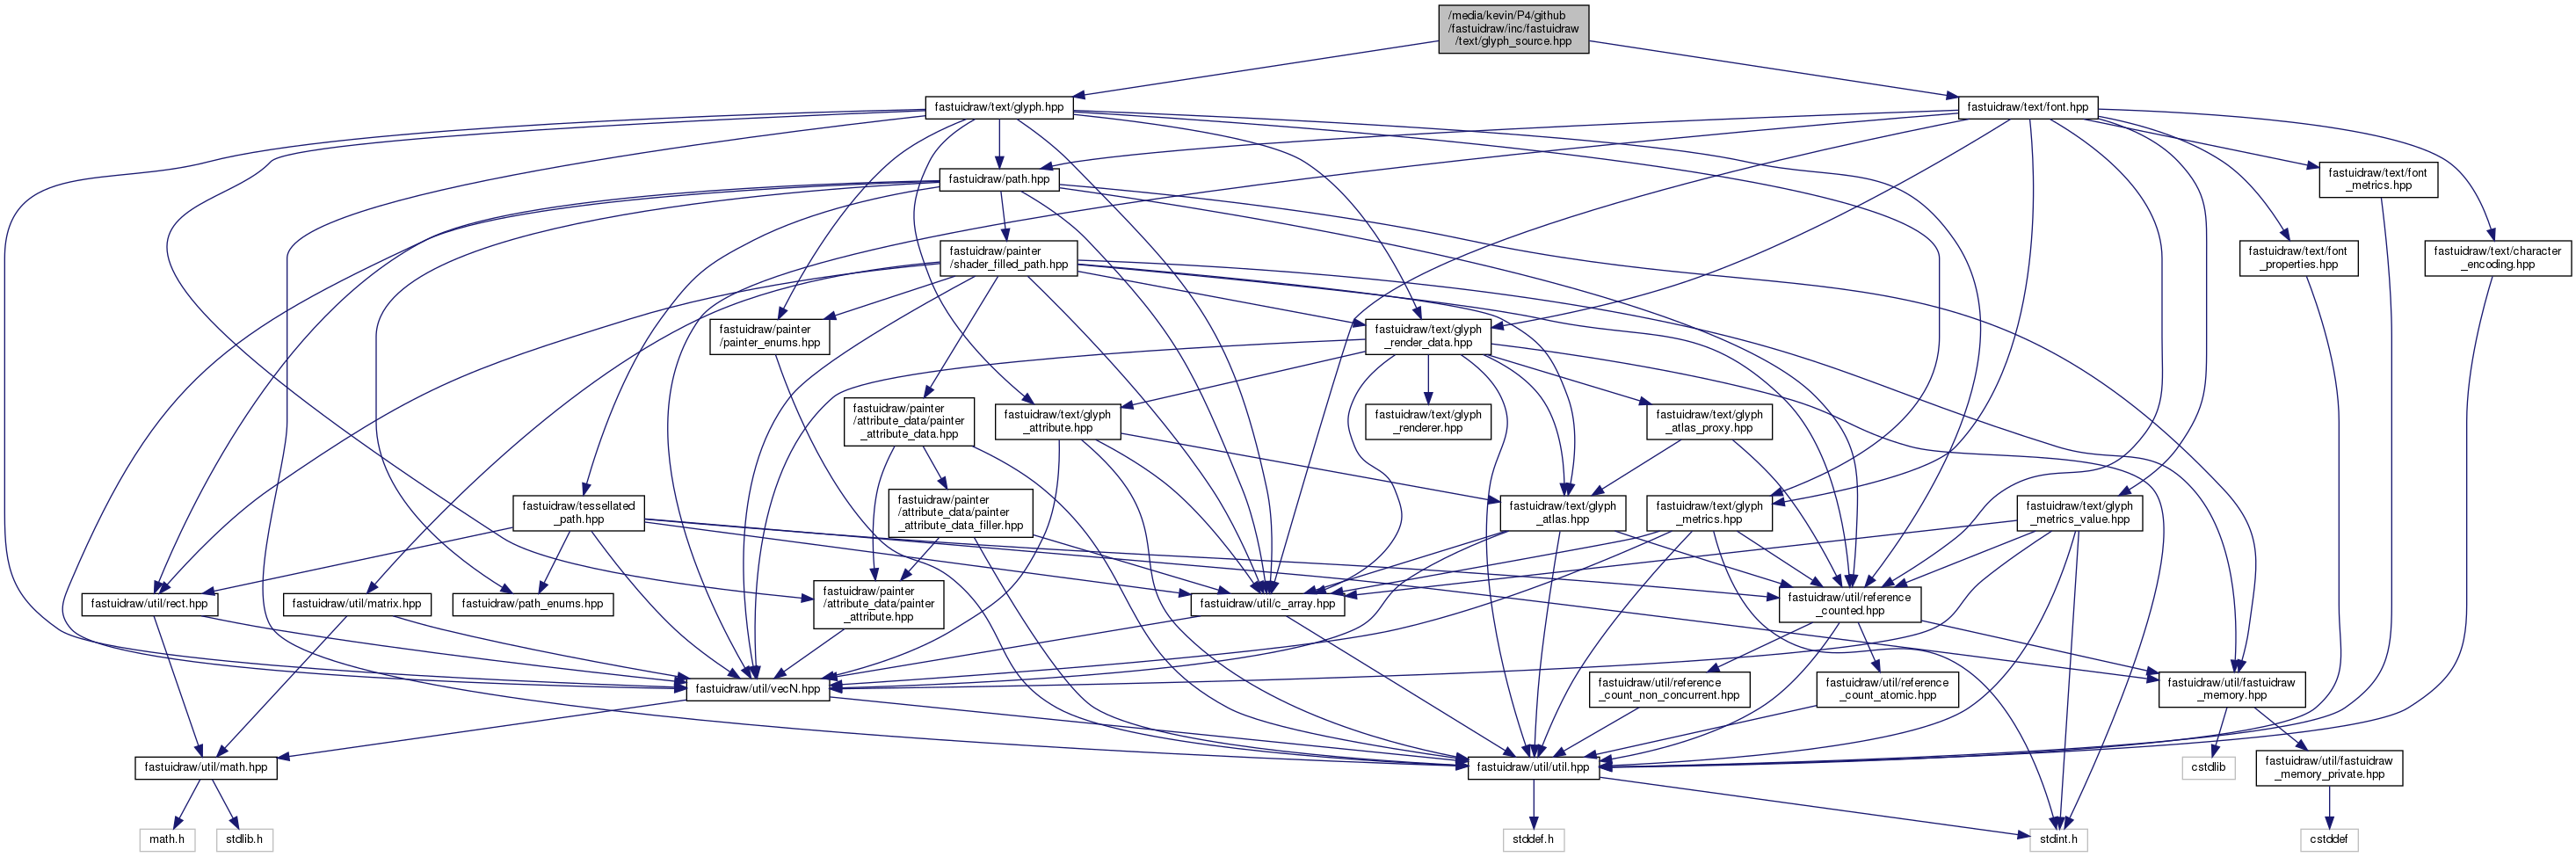 /media/kevin/P4/github
/fastuidraw/inc/fastuidraw
/text/glyph_source.hpp
fastuidraw/text/glyph.hpp
fastuidraw/text/font.hpp
fastuidraw/path.hpp
fastuidraw/text/font
_metrics.hpp
fastuidraw/painter
/shader_filled_path.hpp
fastuidraw/text/font
_properties.hpp
fastuidraw/text/character
_encoding.hpp
fastuidraw/painter
/painter_enums.hpp
fastuidraw/text/glyph
_render_data.hpp
fastuidraw/painter
/attribute_data/painter
_attribute_data.hpp
fastuidraw/text/glyph
_attribute.hpp
fastuidraw/text/glyph
_renderer.hpp
fastuidraw/text/glyph
_atlas_proxy.hpp
fastuidraw/tessellated
_path.hpp
fastuidraw/painter
/attribute_data/painter
_attribute_data_filler.hpp
fastuidraw/text/glyph
_atlas.hpp
fastuidraw/text/glyph
_metrics.hpp
fastuidraw/text/glyph
_metrics_value.hpp
fastuidraw/util/rect.hpp
fastuidraw/util/matrix.hpp
fastuidraw/path_enums.hpp
fastuidraw/painter
/attribute_data/painter
_attribute.hpp
fastuidraw/util/c_array.hpp
fastuidraw/util/reference
_counted.hpp
fastuidraw/util/vecN.hpp
fastuidraw/util/reference
_count_non_concurrent.hpp
fastuidraw/util/reference
_count_atomic.hpp
fastuidraw/util/fastuidraw
_memory.hpp
fastuidraw/util/math.hpp
fastuidraw/util/util.hpp
cstdlib
fastuidraw/util/fastuidraw
_memory_private.hpp
math.h
stdlib.h
stddef.h
stdint.h
cstddef